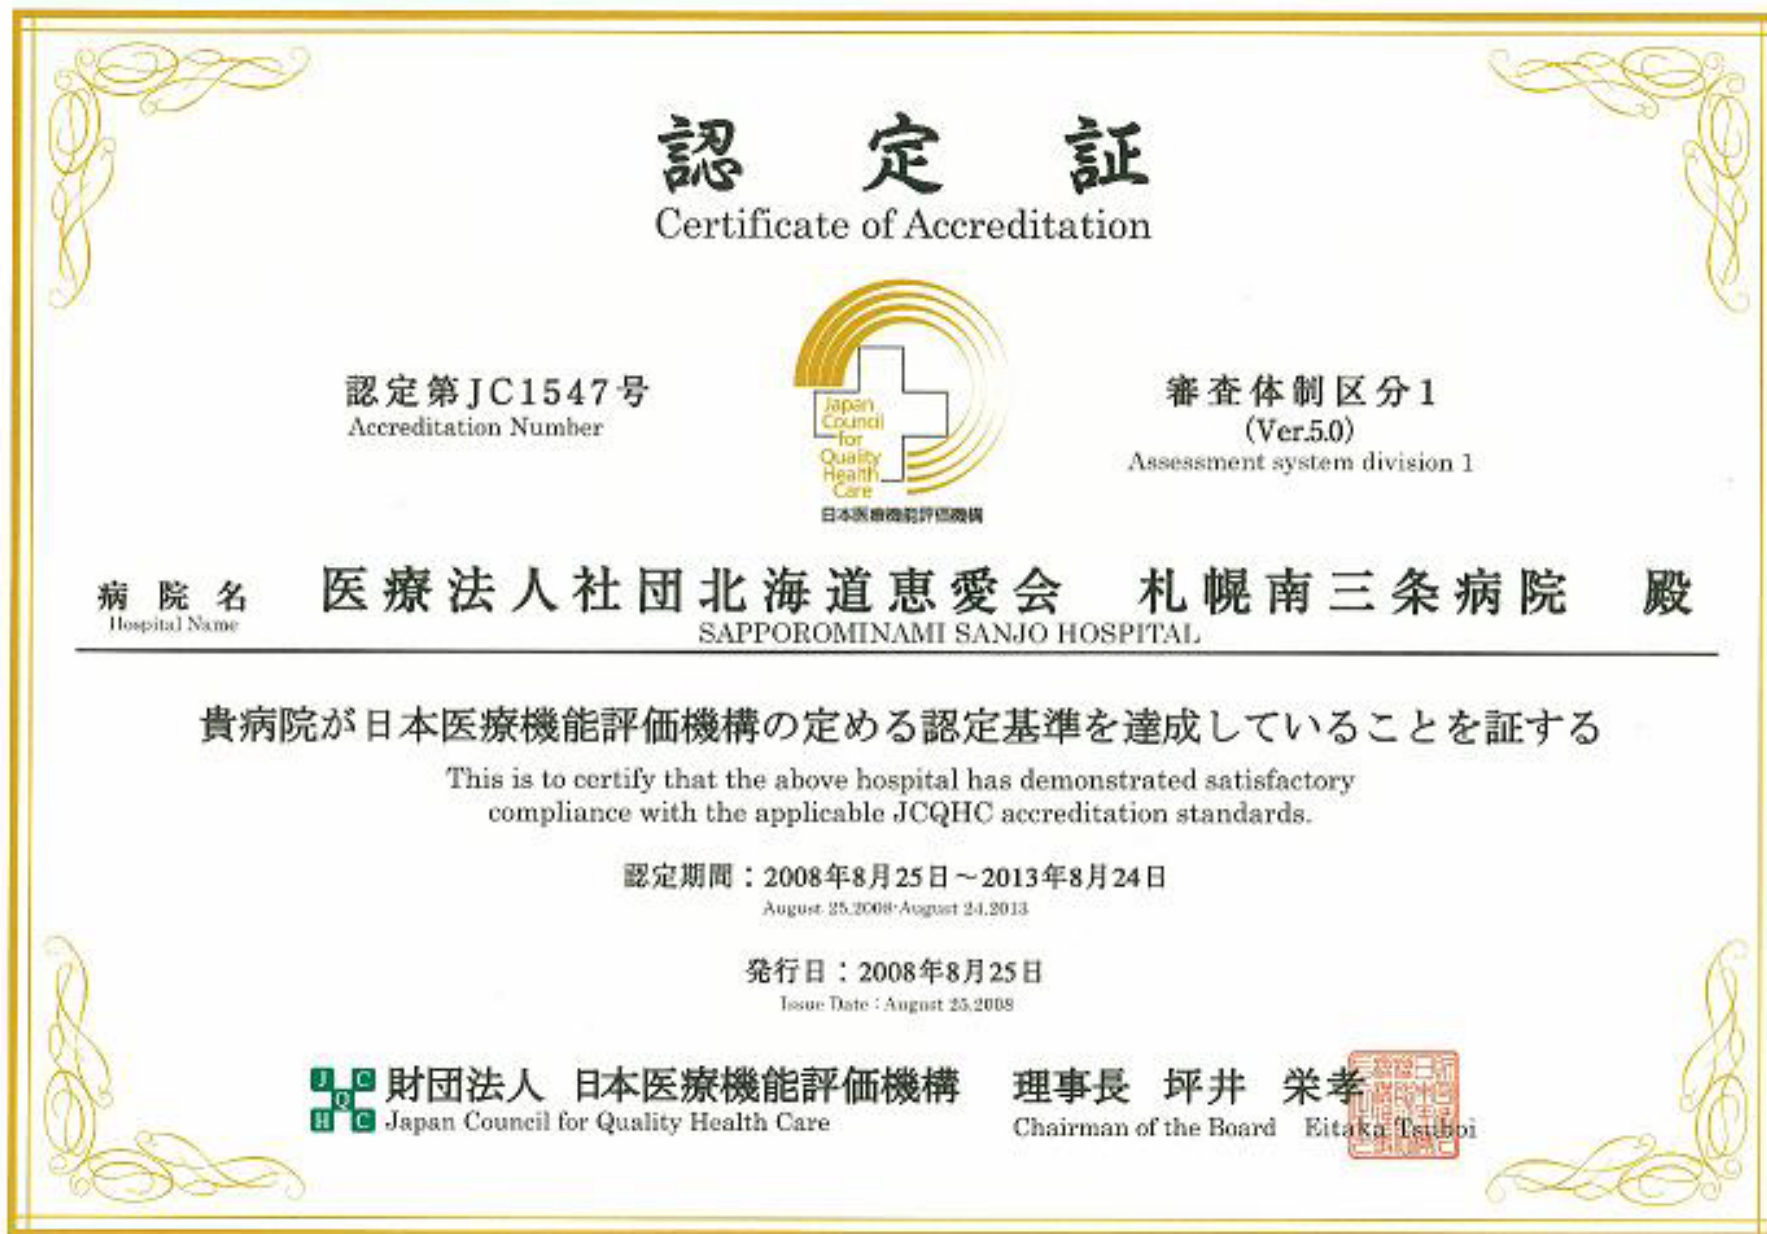 認定証
Certificate of Accreditation
認定第JC1547号
Accreditation Number
Japan
Council
for
Quality
Health
Care
日本医療機能評価機構
審査体制区分1
(Ver.5.0)
Assessment system division 1
病院名
Hospital Name
医療法人社団北海道恵愛会 札幌南三条病院 殿
SAPPOROMINAMI SANJO HOSPITAL
貴病院が日本医療機能評価機構の定める認定基準を達成していることを証する
This is to certify that the above hospital has demonstrated satisfactory
compliance with the applicable JCQHC accreditation standards.
認定期間：2008年8月25日～2013年8月24日
August 25,2008-August 24,2013
発行日：2008年8月25日
Issue Date : August 25,2008
J C
Q
H C
財団法人 日本医療機能評価機構 理事長 坪井 栄孝
Japan Council for Quality Health Care Chairman of the Board Eitaka Tsuboi